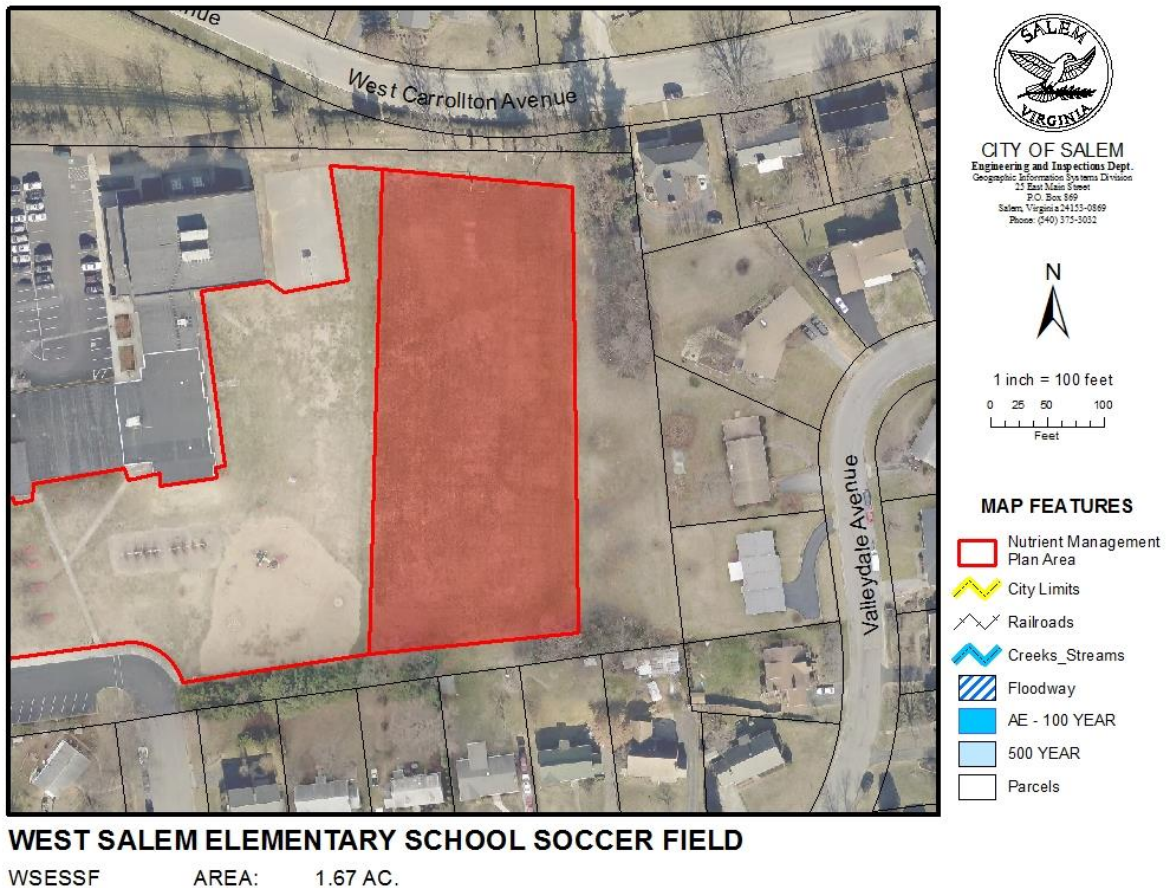 nue
West Carrollton Avenue
Valleydale Avenue
SALEM
VIRGINIA
CITY OF SALEM
Engineering and Inspections Dept.
Geographic Information Systems Division
25 East Main Street
P.O. Box 869
Salem, Virginia 24153-0869
Phone: (540) 375-3032
N
1 inch = 100 feet
0 25 50 100
Feet
MAP FEATURES
Nutrient Management
Plan Area
City Limits
Railroads
Creeks_Streams
Floodway
AE - 100 YEAR
500 YEAR
Parcels
WEST SALEM ELEMENTARY SCHOOL SOCCER FIELD
WSESSF AREA: 1.67 AC.